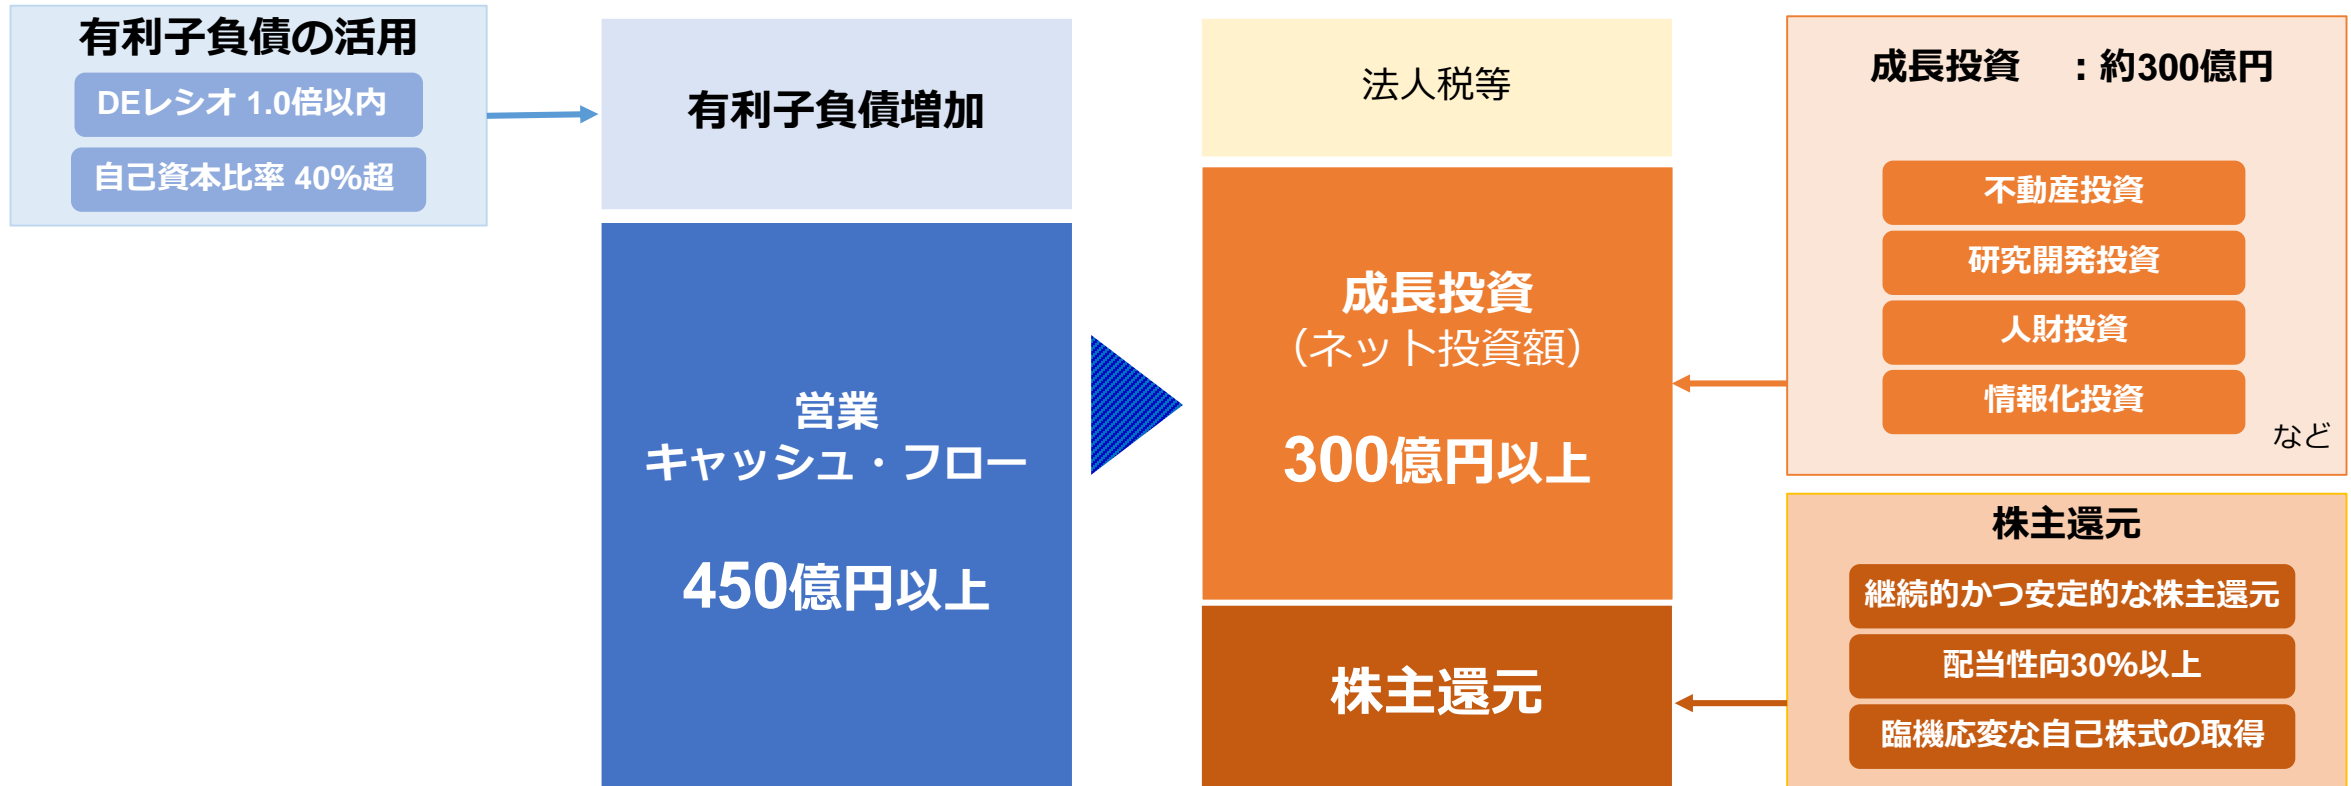 有利子負債の活用
DEレシオ 1.0倍以内
自己資本比率 40%超
有利子負債増加
営業
キャッシュ・フロー
450億円以上
法人税等
成長投資
（ネット投資額）
300億円以上
株主還元
成長投資　：約300億円
不動産投資
研究開発投資
人財投資
情報化投資
など
株主還元
継続的かつ安定的な株主還元
配当性向30%以上
臨機応変な自己株式の取得